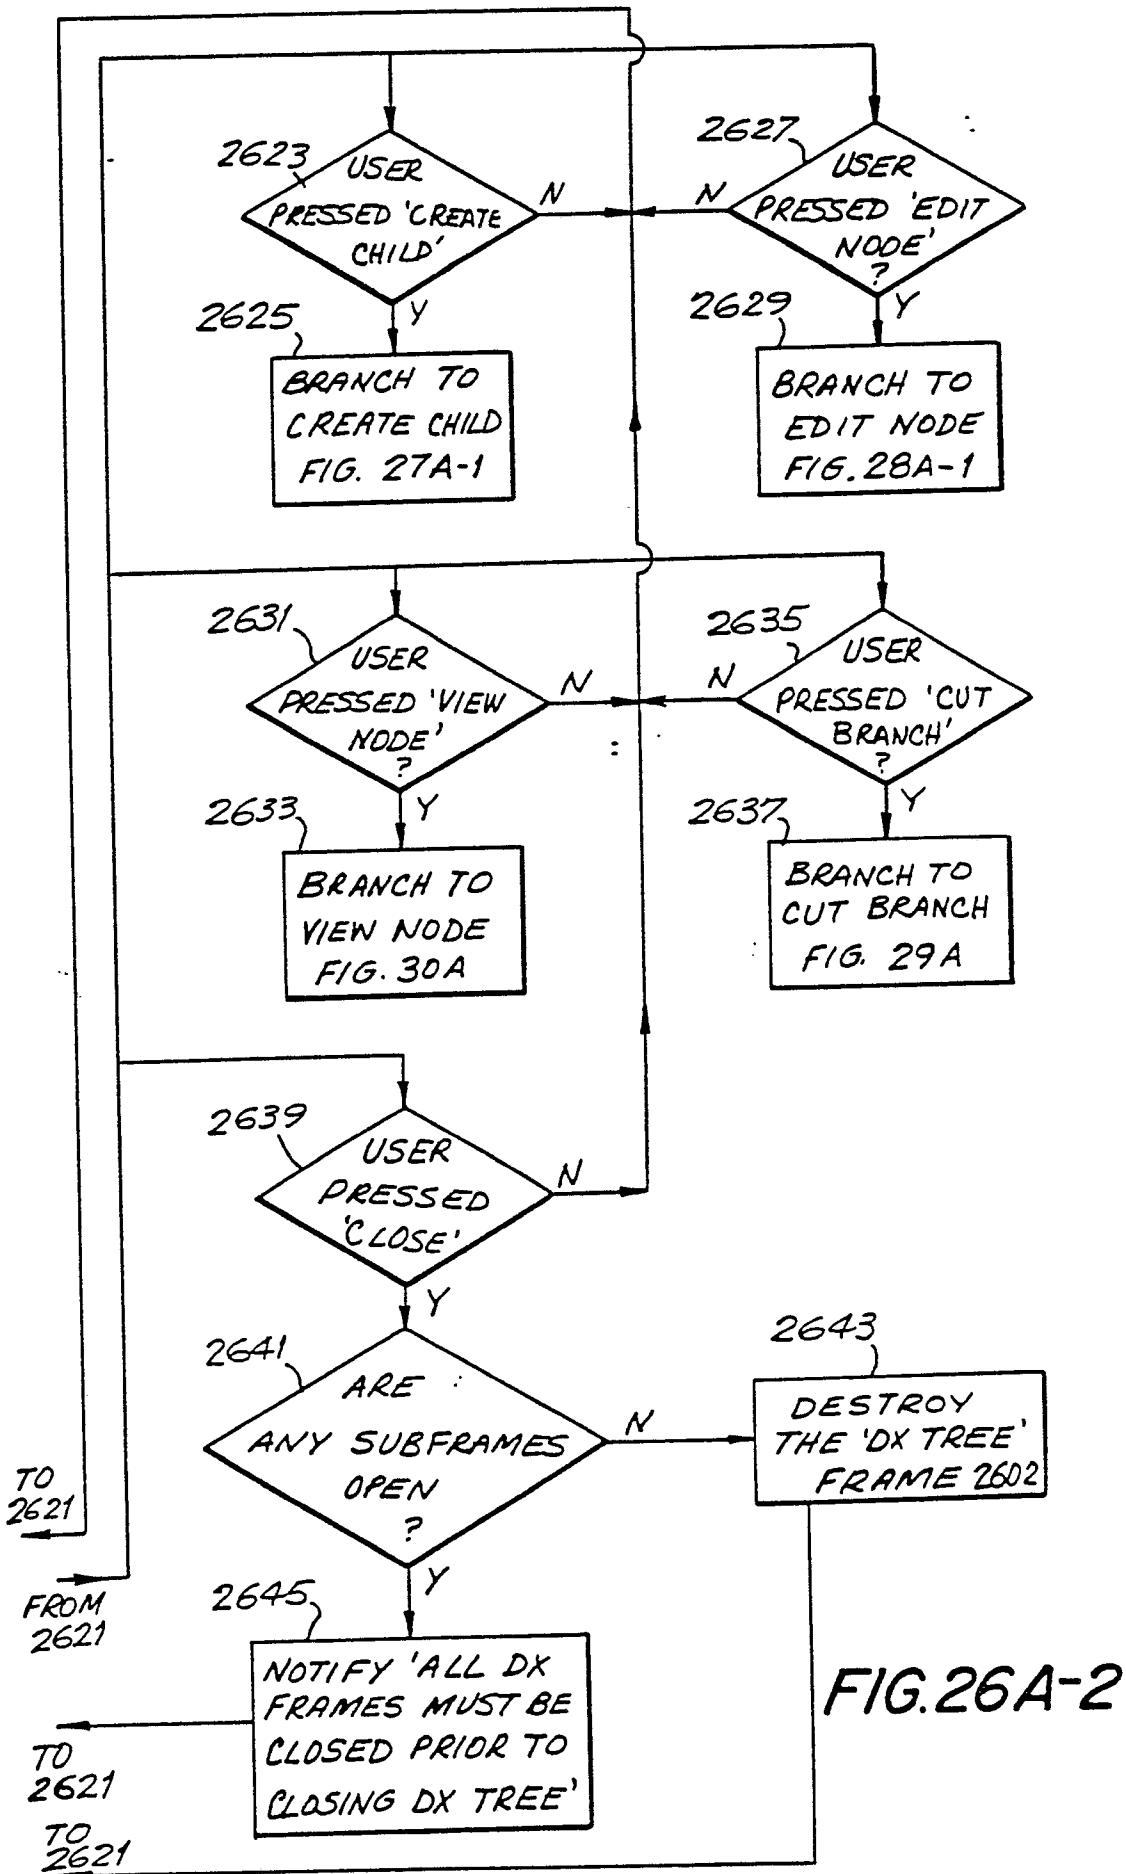 2623
USER
PRESSED 'CREATE
CHILD'
N
Y
2627
USER
PRESSED 'EDIT
NODE'
?
N
Y
2625
BRANCH TO
CREATE CHILD
FIG. 27A-1
2629
BRANCH TO
EDIT NODE
FIG. 28A-1
2631
USER
PRESSED 'VIEW
NODE'
?
N
Y
2635
USER
PRESSED 'CUT
BRANCH'
?
N
Y
2633
BRANCH TO
VIEW NODE
FIG. 30A
2637
BRANCH TO
CUT BRANCH
FIG. 29A
2639
USER
PRESSED
'CLOSE'
N
Y
2641
ARE
ANY SUBFRAMES
OPEN
?
N
Y
2643
DESTROY
THE 'DX TREE'
FRAME 2602
TO
2621
FROM
2621
2645
NOTIFY 'ALL DX
FRAMES MUST BE
CLOSED PRIOR TO
CLOSING DX TREE'
TO
2621
TO
2621
FIG.26A-2